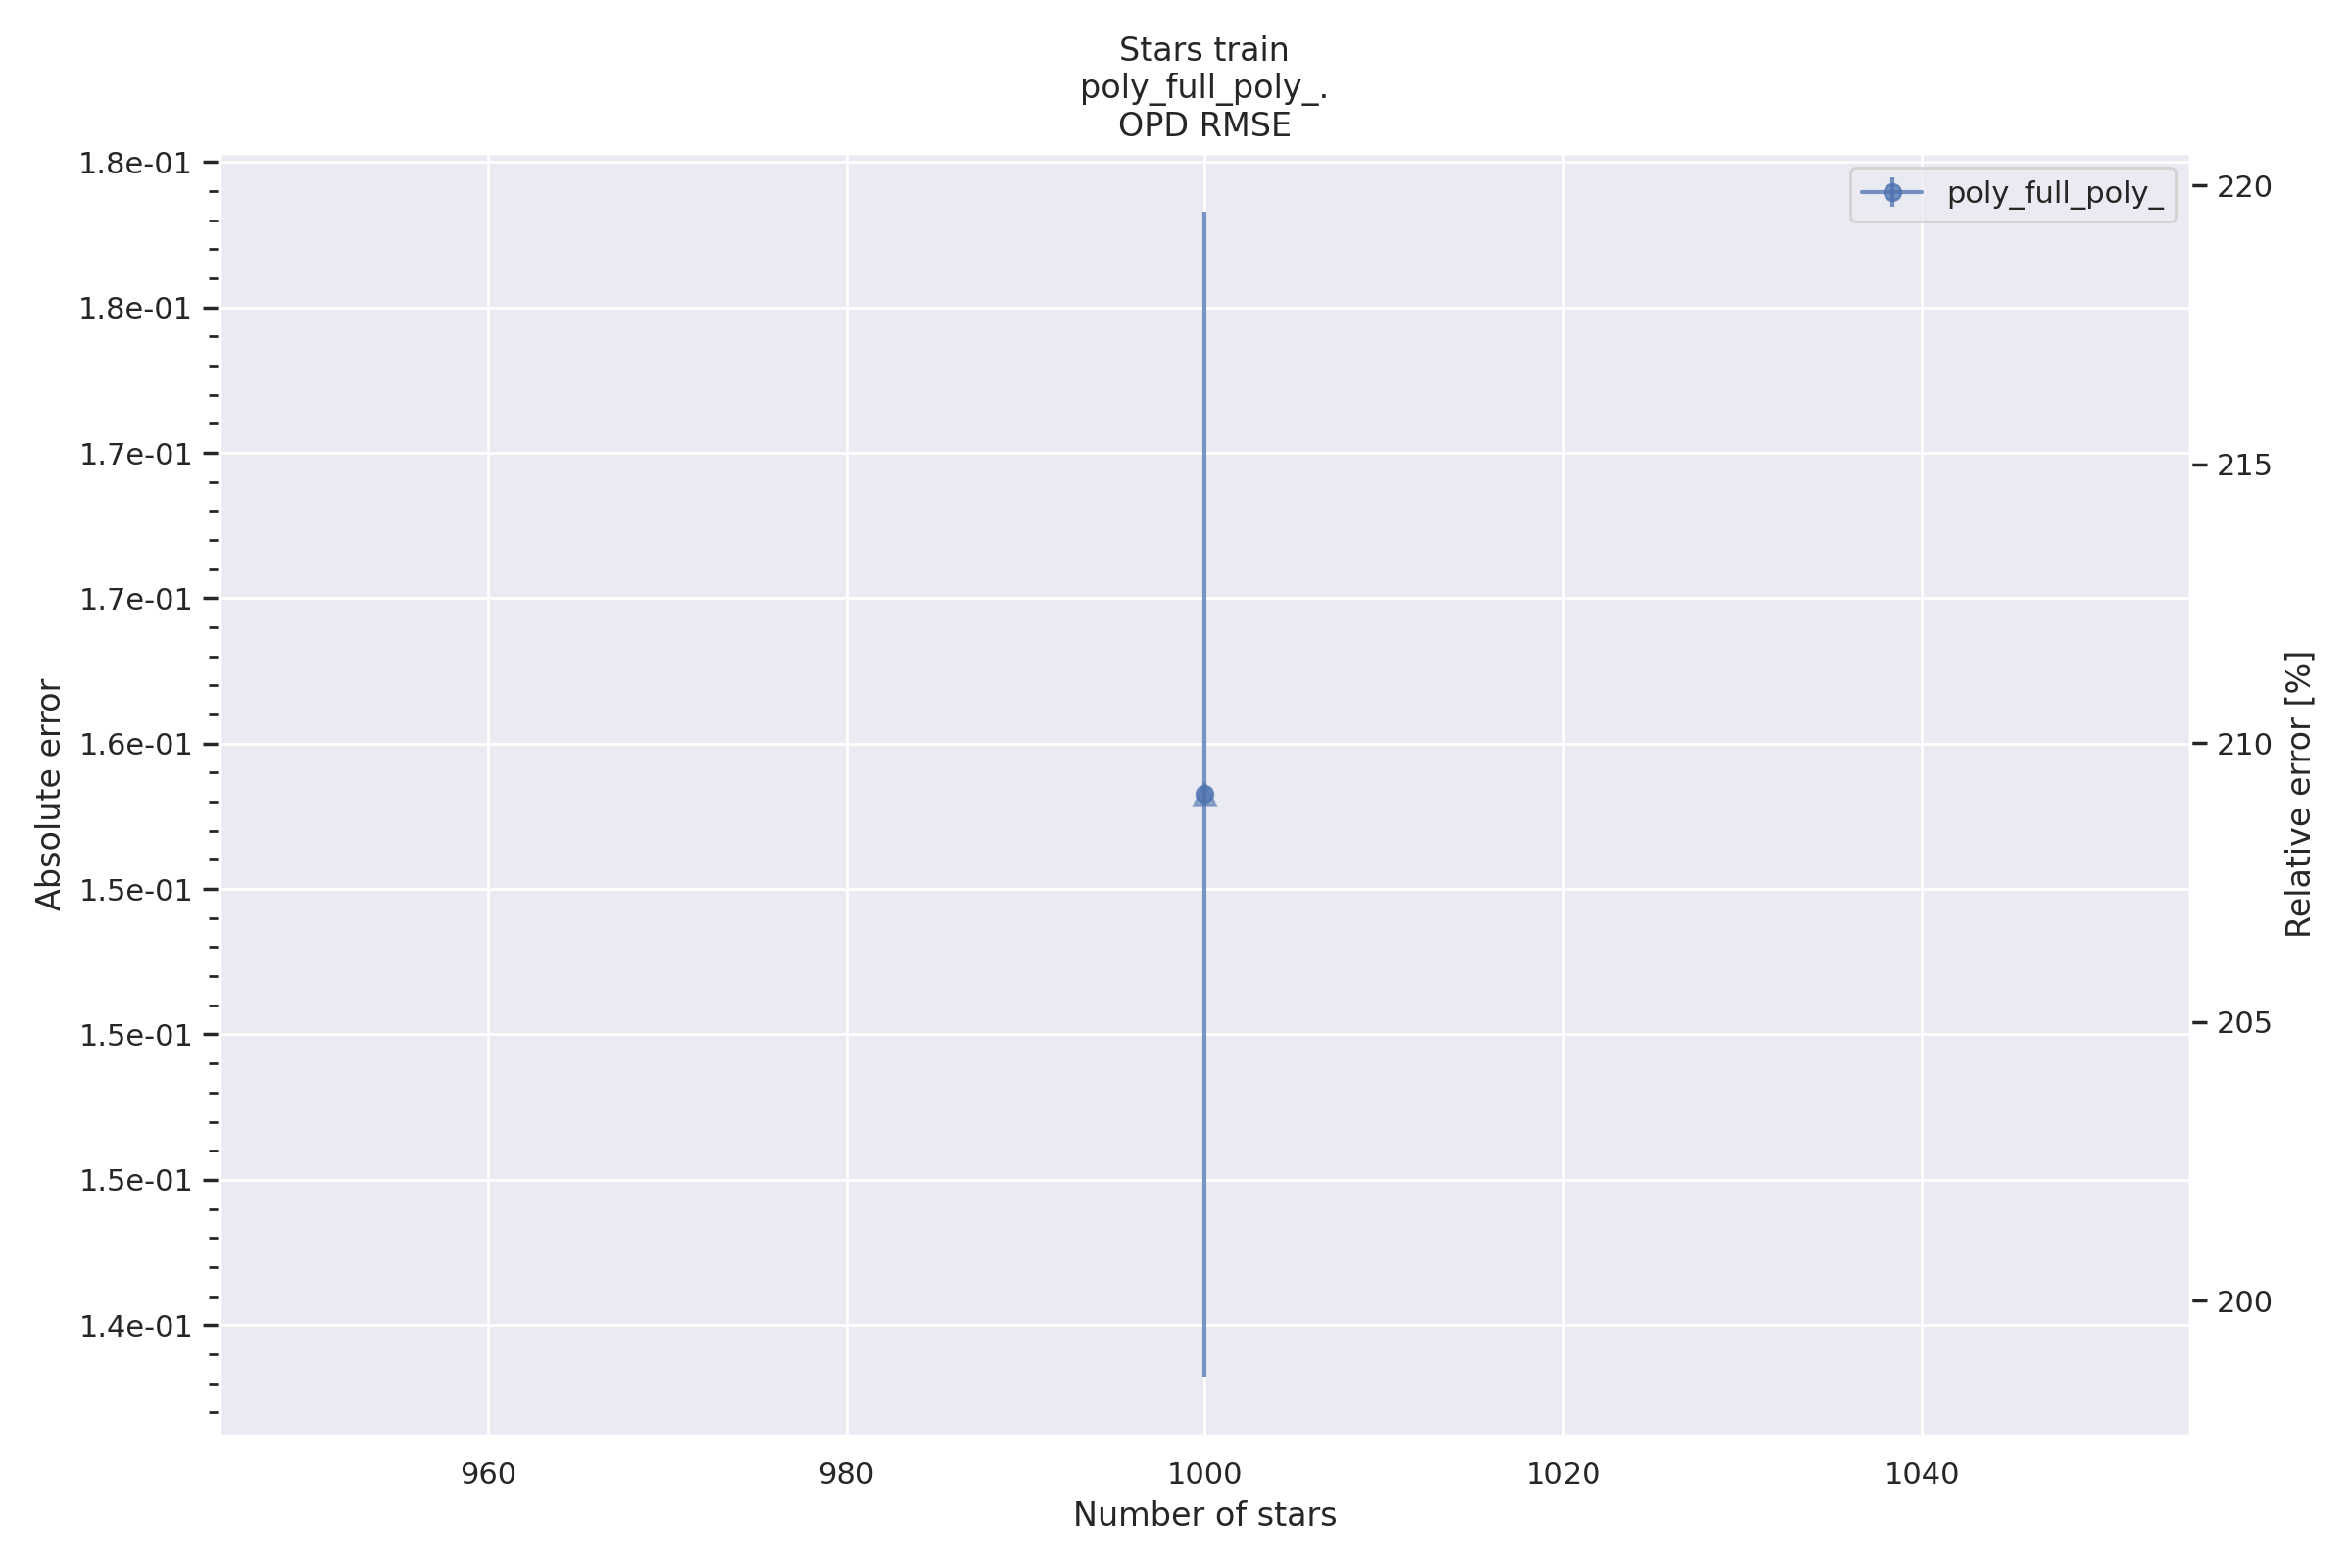 Stars train
poly_full_poly_.
OPD RMSE
poly_full_poly_
Absolute error
1.8e-01
1.8e-01
1.7e-01
1.7e-01
1.6e-01
1.5e-01
1.5e-01
1.5e-01
1.4e-01
220
215
210
205
200
Relative error [%]
960
980
1000
1020
1040
Number of stars